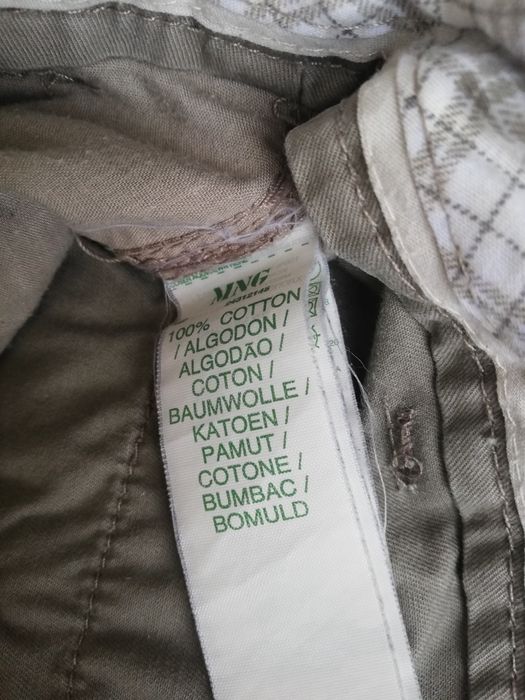 MNG
100% COTTON
/ ALGODON /
ALGODÃO /
COTON /
BAUMWOLLE /
KATOEN /
PAMUT /
COTONE /
BUMBAC /
BOMULD